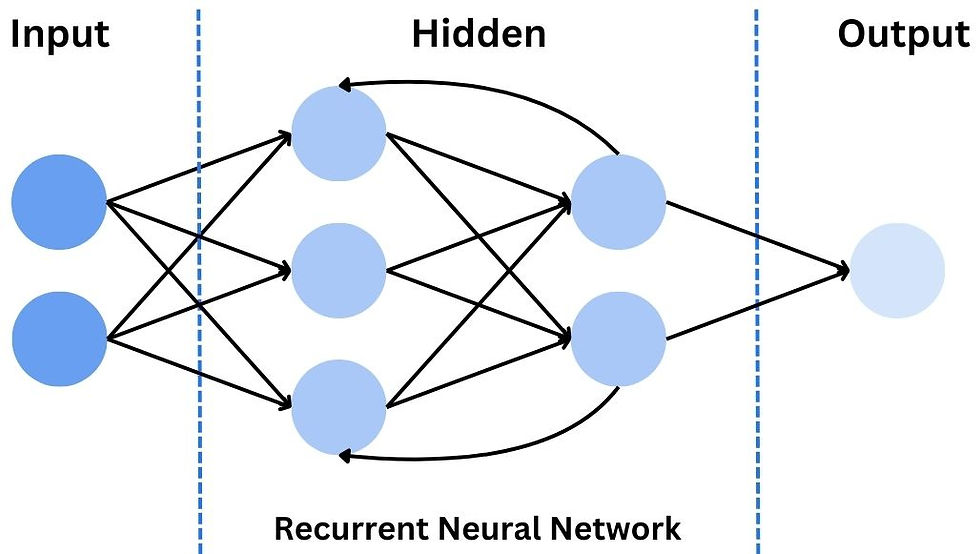 Input
Hidden
Output
Recurrent Neural Network